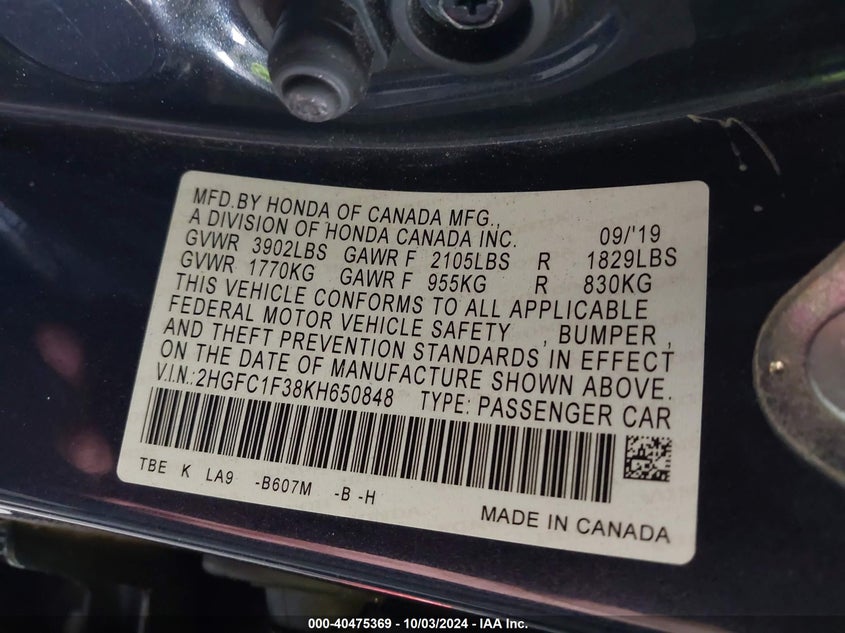 MFD.BY HONDA OF CANADA MFG.,
A DIVISION OF HONDA CANADA INC. 09/'19
GVWR 3902LBS GAWR F 2105LBS R 1829LBS
GVWR 1770KG GAWR F 955KG R 830KG
THIS VEHICLE CONFORMS TO ALL APPLICABLE
FEDERAL MOTOR VEHICLE SAFETY , BUMPER ,
AND THEFT PREVENTION STANDARDS IN EFFECT
ON THE DATE OF MANUFACTURE SHOWN ABOVE.
V.I.N.:2HGFC1F38KH650848 TYPE: PASSENGER CAR
TBE K LA9 -B607M -B -H
MADE IN CANADA
000-40475369 - 10/03/2024 - IAA Inc.